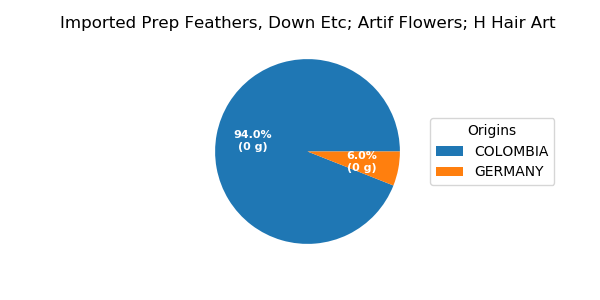 Imported Prep Feathers, Down Etc; Artif Flowers; H Hair Art
94.0%
(0 g)
6.0%
(0 g)
Origins
COLOMBIA
GERMANY